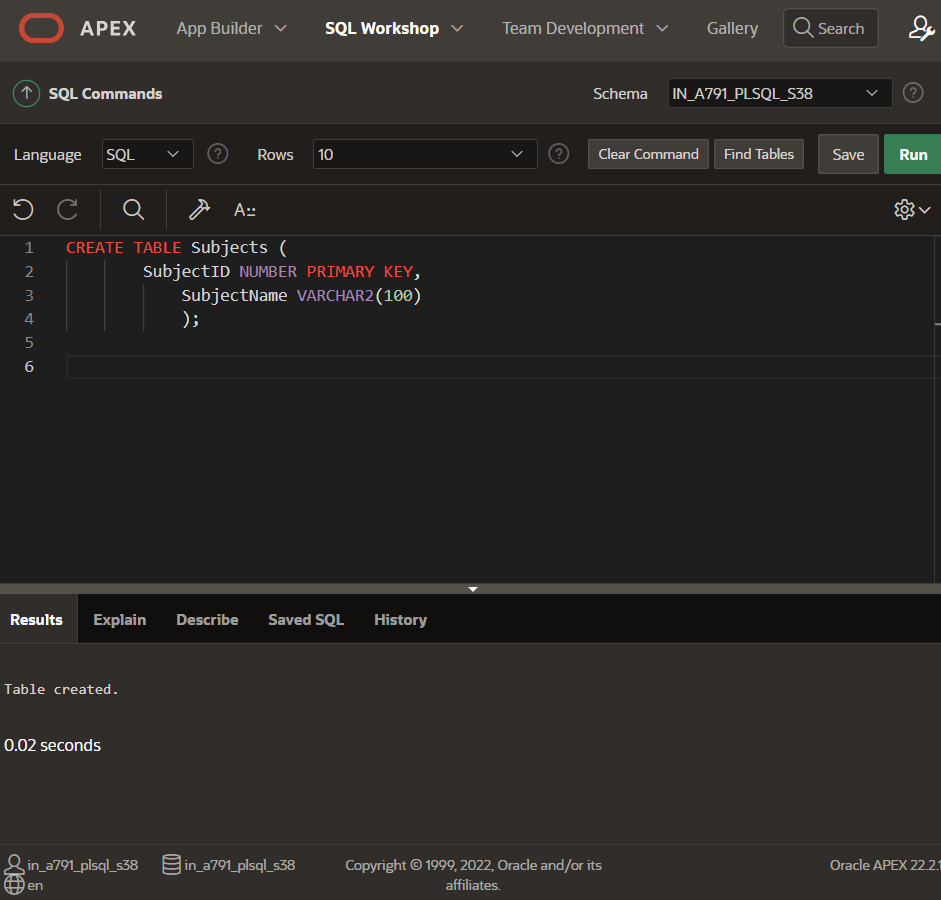 APEX App Builder SQL Workshop Team Development Gallery Search
SQL Commands Schema IN_A791_PLSQL_S38
Language SQL Rows 10 Clear Command Find Tables Save Run
A::
1 CREATE TABLE Subjects (
2 SubjectID NUMBER PRIMARY KEY,
3 SubjectName VARCHAR2(100)
4 );
5
6
Results Explain Describe Saved SQL History
Table created.
0.02 seconds
in_a791_plsql_s38 in_a791_plsql_s38 Copyright © 1999, 2022, Oracle and/or its Oracle APEX 22.2.1
en affiliates.